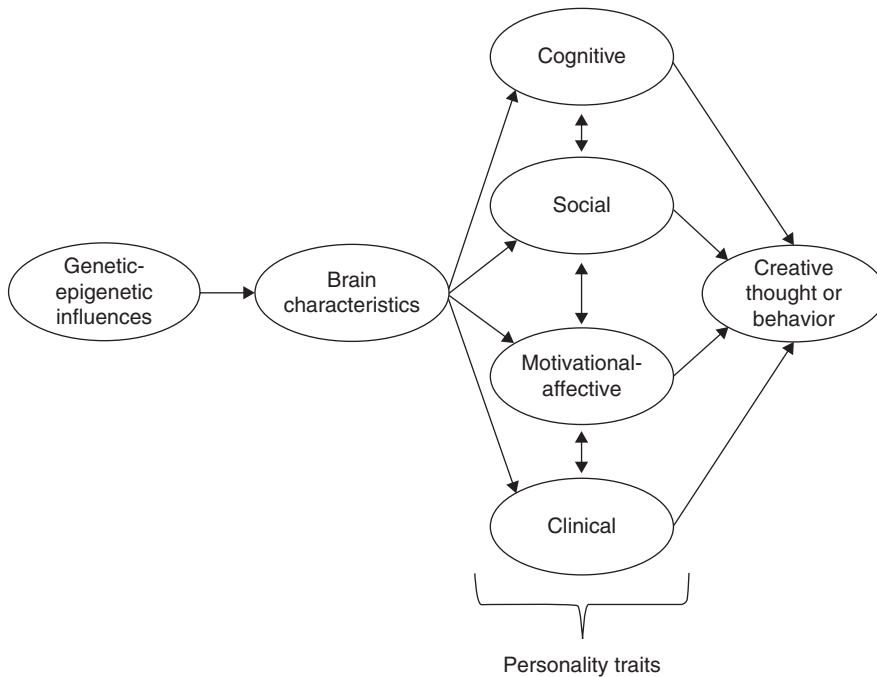 Cognitive
Social
Genetic-
epigenetic
influences
Brain
characteristics
Creative
thought or
behavior
Motivational-
affective
Clinical
Personality traits